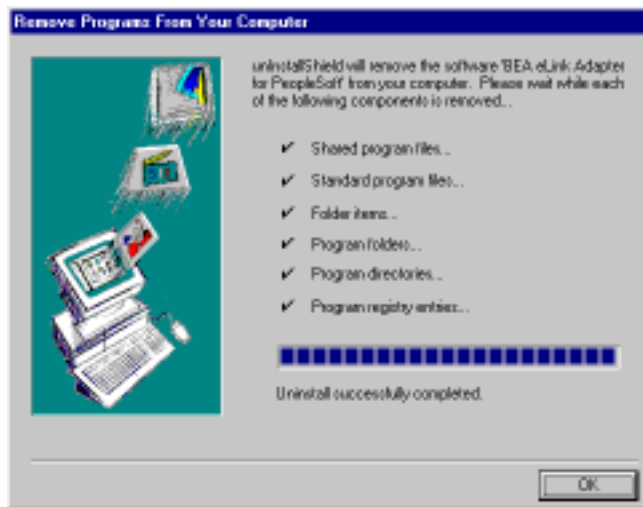 Remove Programs From Your Computer
unInstallShield will remove the software 'BEA eLink Adapter
for PeopleSoft' from your computer. Please wait while each
of the following components is removed...
✔ Shared program files...
✔ Standard program files...
✔ Folder items...
✔ Program folders...
✔ Program directories...
✔ Program registry entries...
Uninstall successfully completed.
OK